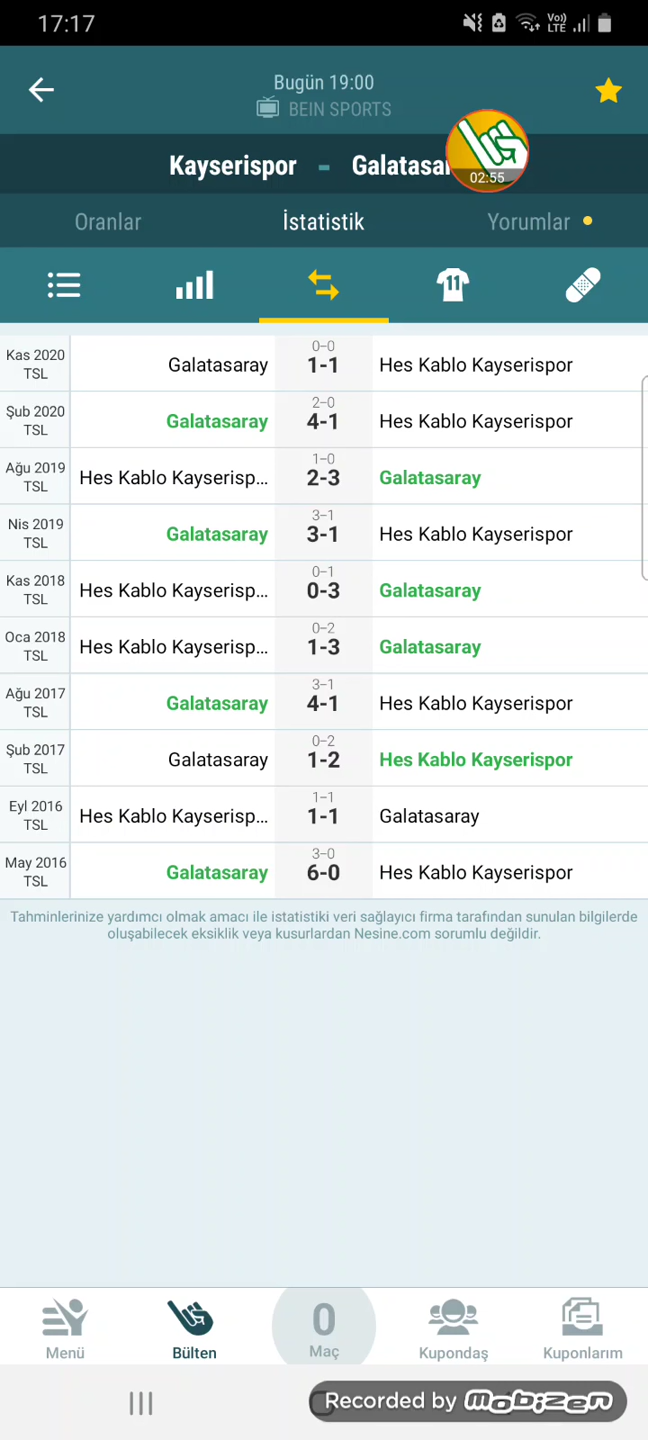 17:17
Vo))
LTE
Bugün 19:00
BEIN SPORTS
Kayserispor - Galatasa
02:55
Oranlar İstatistik Yorumlar
11
Kas 2020
TSL
Galatasaray
0-0
1-1
Hes Kablo Kayserispor
Şub 2020
TSL
Galatasaray
2-0
4-1
Hes Kablo Kayserispor
Ağu 2019
TSL
Hes Kablo Kayserisp...
1-0
2-3
Galatasaray
Nis 2019
TSL
Galatasaray
3-1
3-1
Hes Kablo Kayserispor
Kas 2018
TSL
Hes Kablo Kayserisp...
0-1
0-3
Galatasaray
Oca 2018
TSL
Hes Kablo Kayserisp...
0-2
1-3
Galatasaray
Ağu 2017
TSL
Galatasaray
3-1
4-1
Hes Kablo Kayserispor
Şub 2017
TSL
Galatasaray
0-2
1-2
Hes Kablo Kayserispor
Eyl 2016
TSL
Hes Kablo Kayserisp...
1-1
1-1
Galatasaray
May 2016
TSL
Galatasaray
3-0
6-0
Hes Kablo Kayserispor
Tahminlerinize yardımcı olmak amacı ile istatistiki veri sağlayıcı firma tarafından sunulan bilgilerde
oluşabilecek eksiklik veya kusurlardan Nesine.com sorumlu değildir.
0
Menü Bülten Maç Kupondaş Kuponlarım
Recorded by mobizen